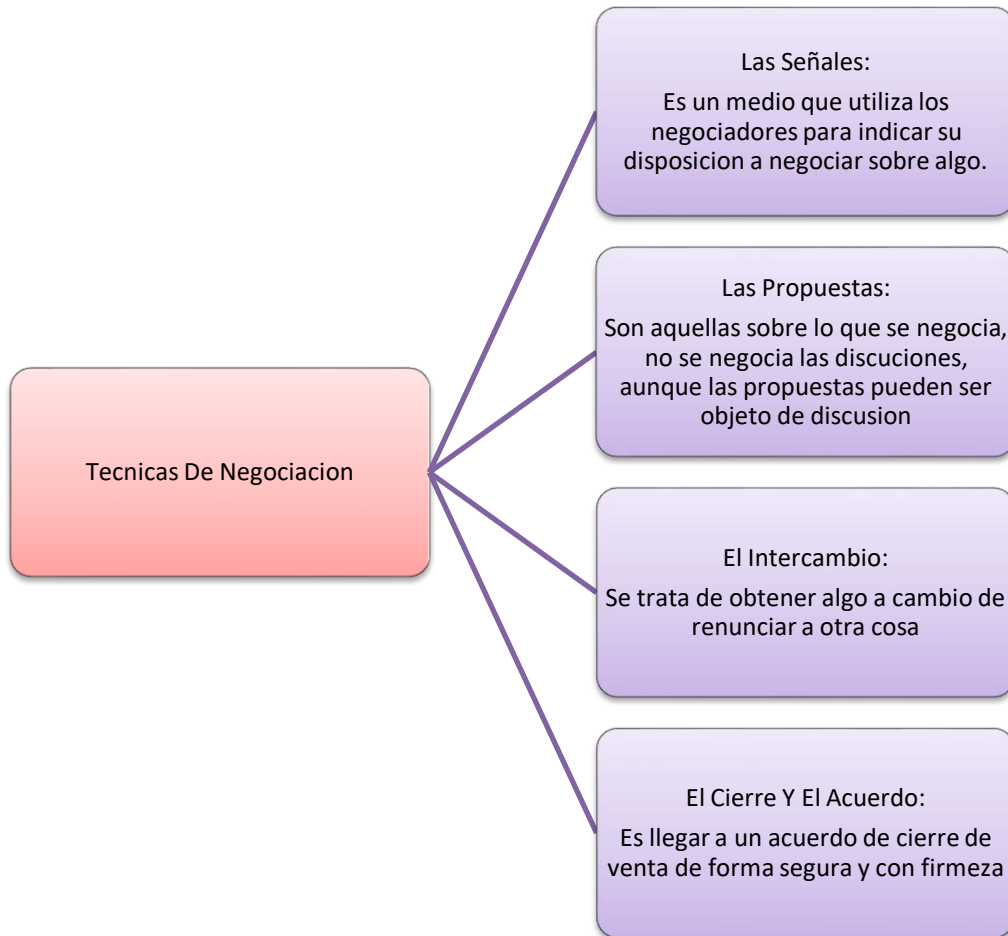 Las Señales:
Es un medio que utiliza los
negociadores para indicar su
disposicion a negociar sobre algo.
Las Propuestas:
Son aquellas sobre lo que se negocia,
no se negocia las discuciones,
aunque las propuestas pueden ser
objeto de discusion
Tecnicas De Negociacion
El Intercambio:
Se trata de obtener algo a cambio de
renunciar a otra cosa
El Cierre Y El Acuerdo:
Es llegar a un acuerdo de cierre de
venta de forma segura y con firmeza